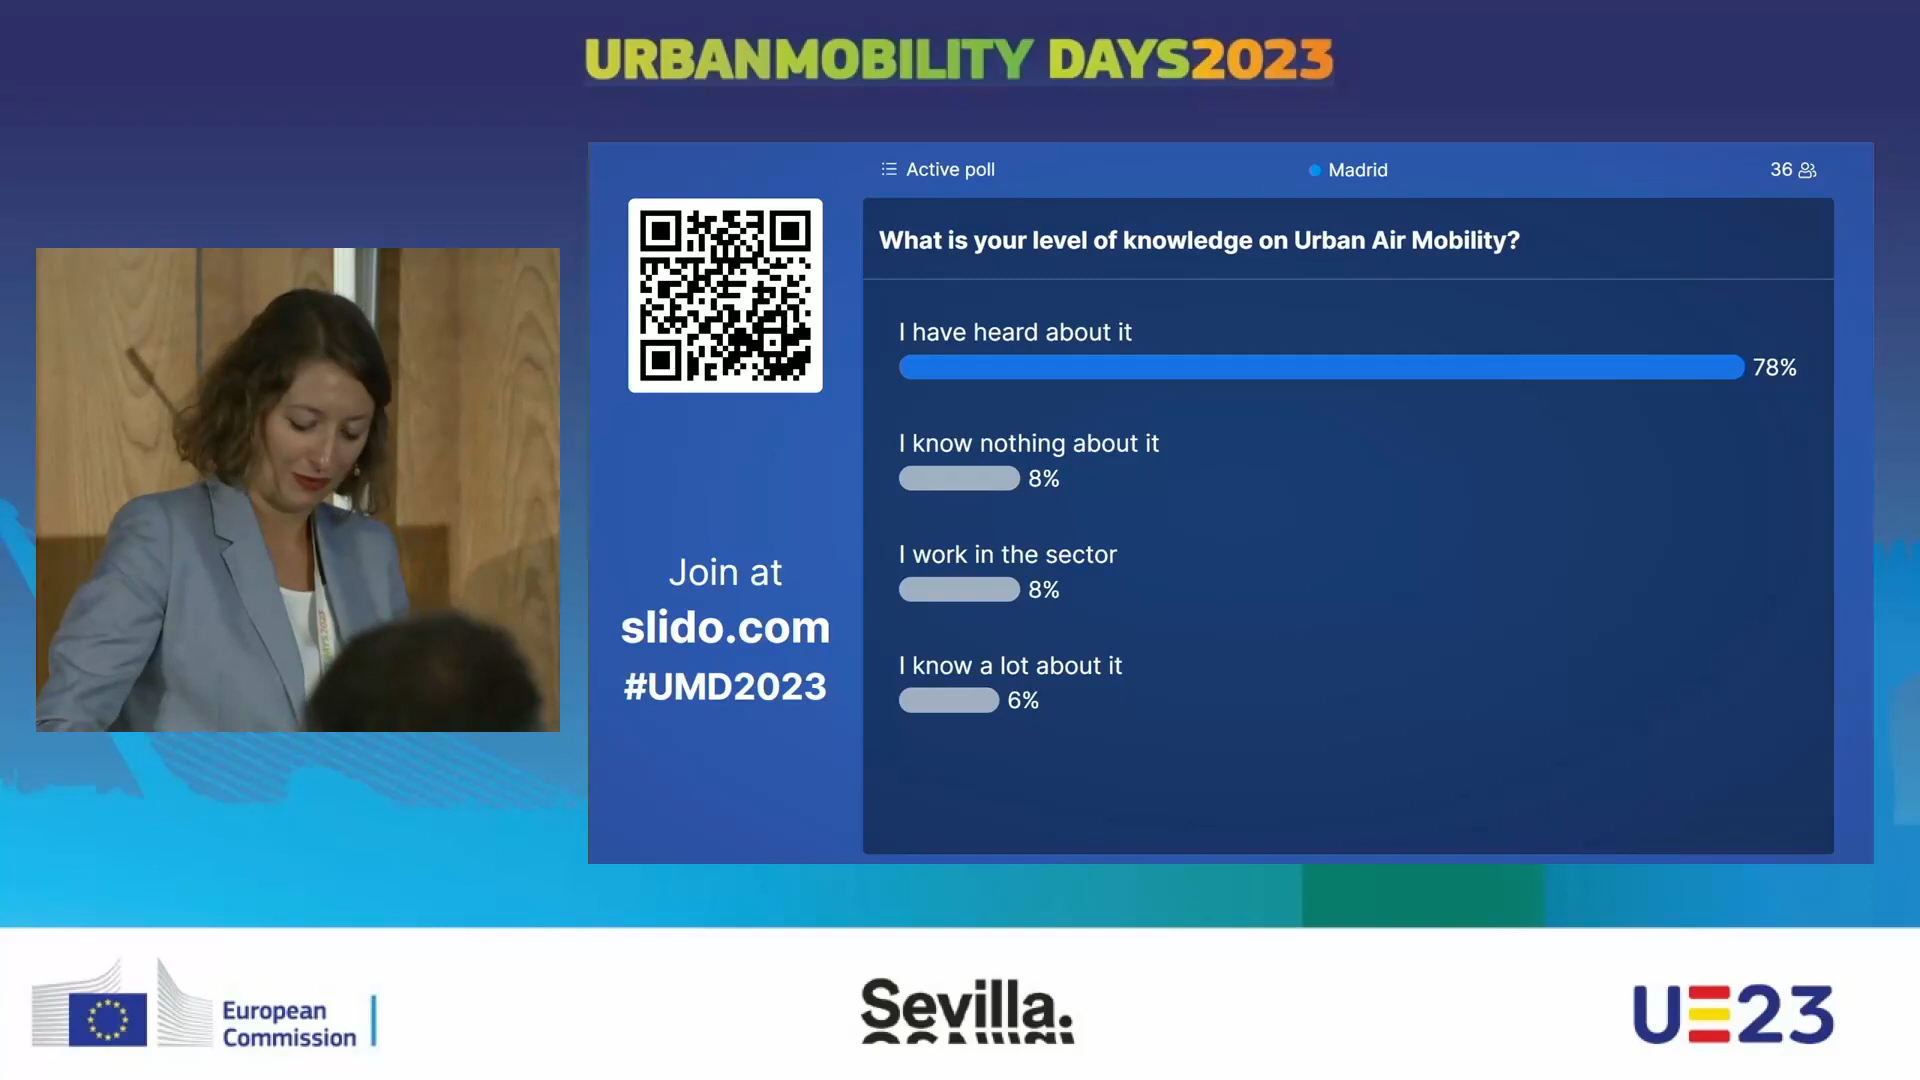 URBANMOBILITY DAYS2023
Active poll
Madrid
36
What is your level of knowledge on Urban Air Mobility?
I have heard about it
78%
I know nothing about it
8%
I work in the sector
8%
I know a lot about it
6%
Join at
slido.com
#UMD2023
European
Commission
Sevilla.
UE23